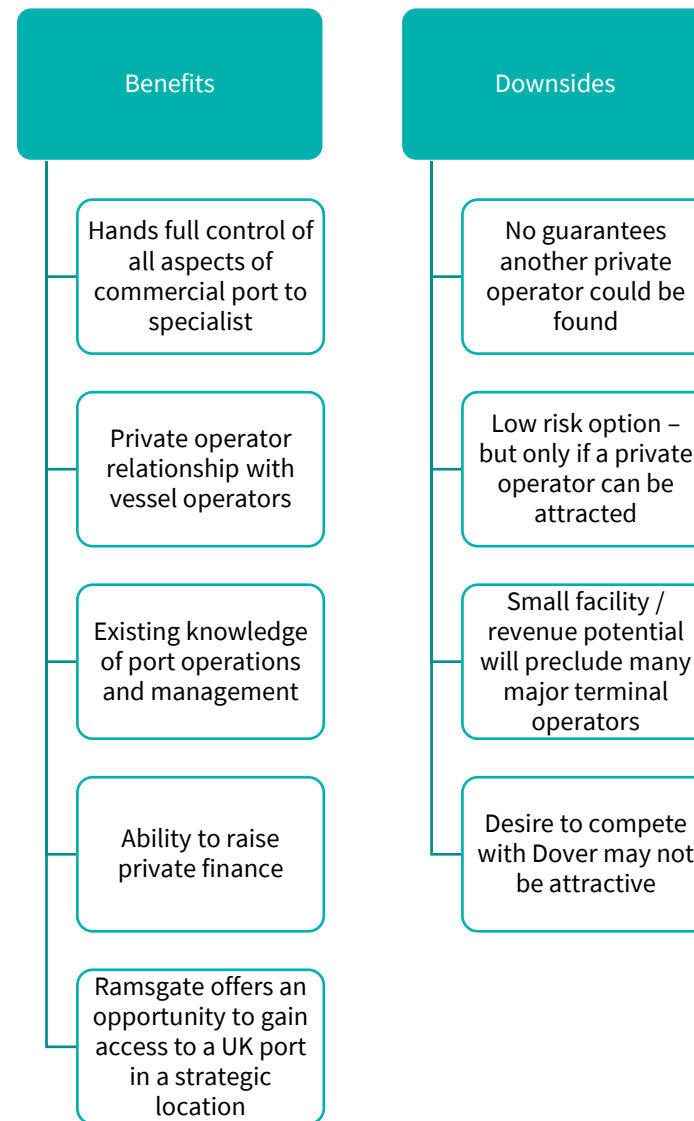 Benefits
Hands full control of
all aspects of
commercial port to
specialist
Private operator
relationship with
vessel operators
Existing knowledge
of port operations
and management
Ability to raise
private finance
Ramsgate offers an
opportunity to gain
access to a UK port
in a strategic
location
Downsides
No guarantees
another private
operator could be
found
Low risk option –
but only if a private
operator can be
attracted
Small facility /
revenue potential
will preclude many
major terminal
operators
Desire to compete
with Dover may not
be attractive